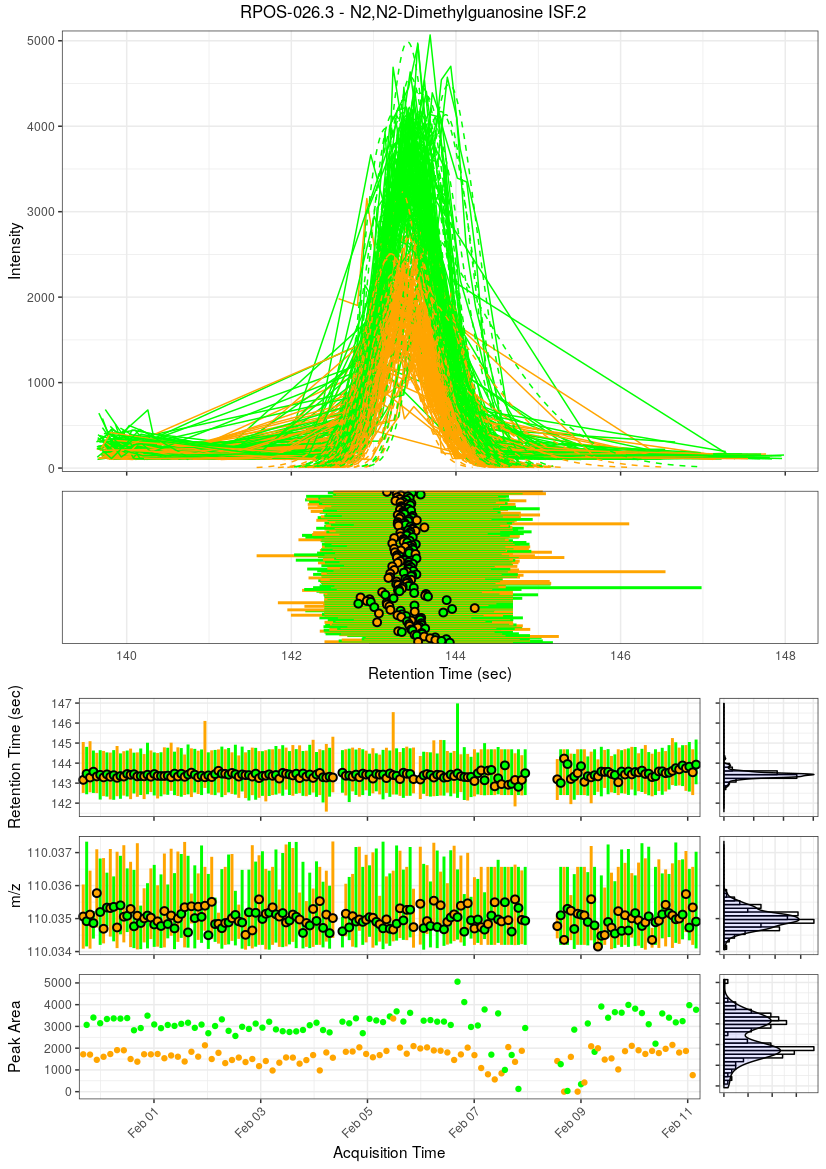 RPOS-026.3 - N2,N2-Dimethylguanosine ISF.2
5000
4000
3000
2000
1000
0
Intensity
140
142
144
146
148
Retention Time (sec)
147
146
145
144
143
142
Retention Time (sec)
110.037
110.036
110.035
110.034
m/z
5000
4000
3000
2000
1000
0
Peak Area
Feb 01
Feb 03
Feb 05
Feb 07
Feb 09
Feb 11
Acquisition Time